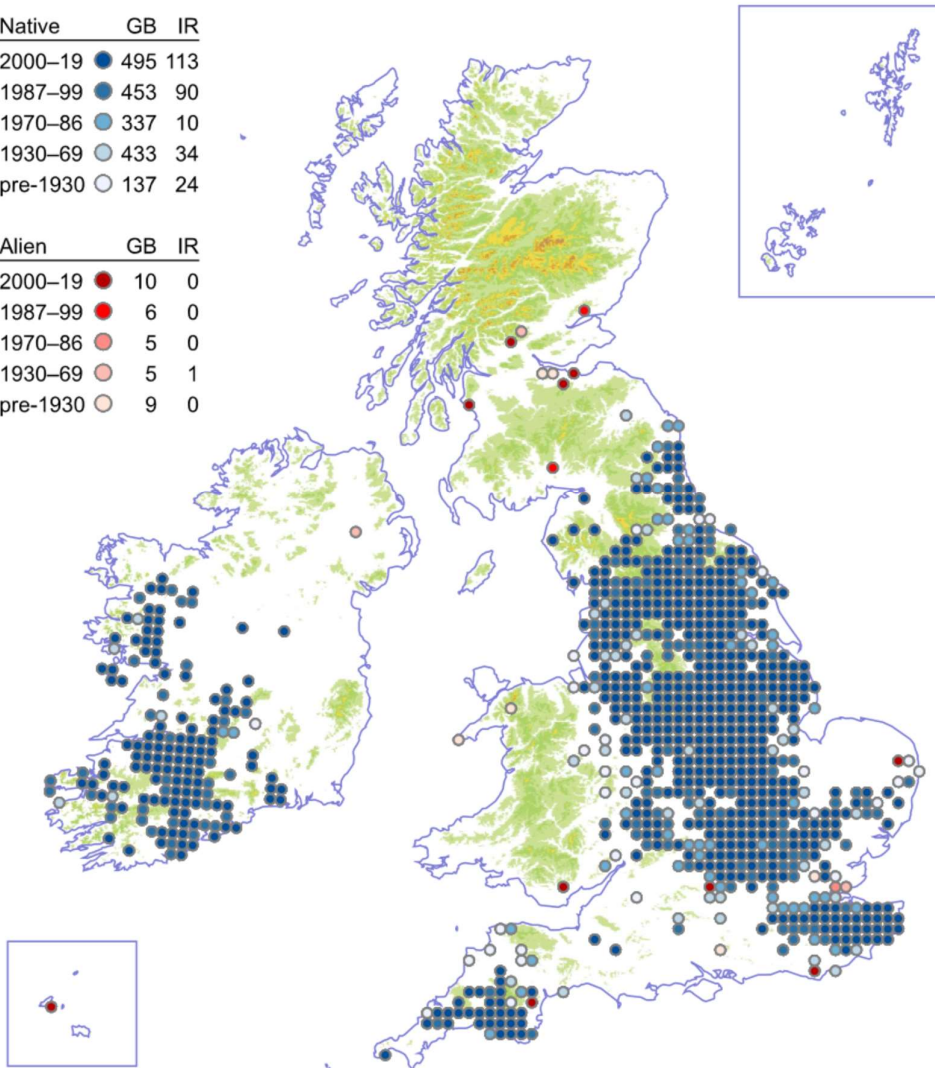 Native GB IR
2000–19 495 113
1987–99 453 90
1970–86 337 10
1930–69 433 34
pre-1930 137 24
Alien GB IR
2000–19 10 0
1987–99 6 0
1970–86 5 0
1930–69 5 1
pre-1930 9 0